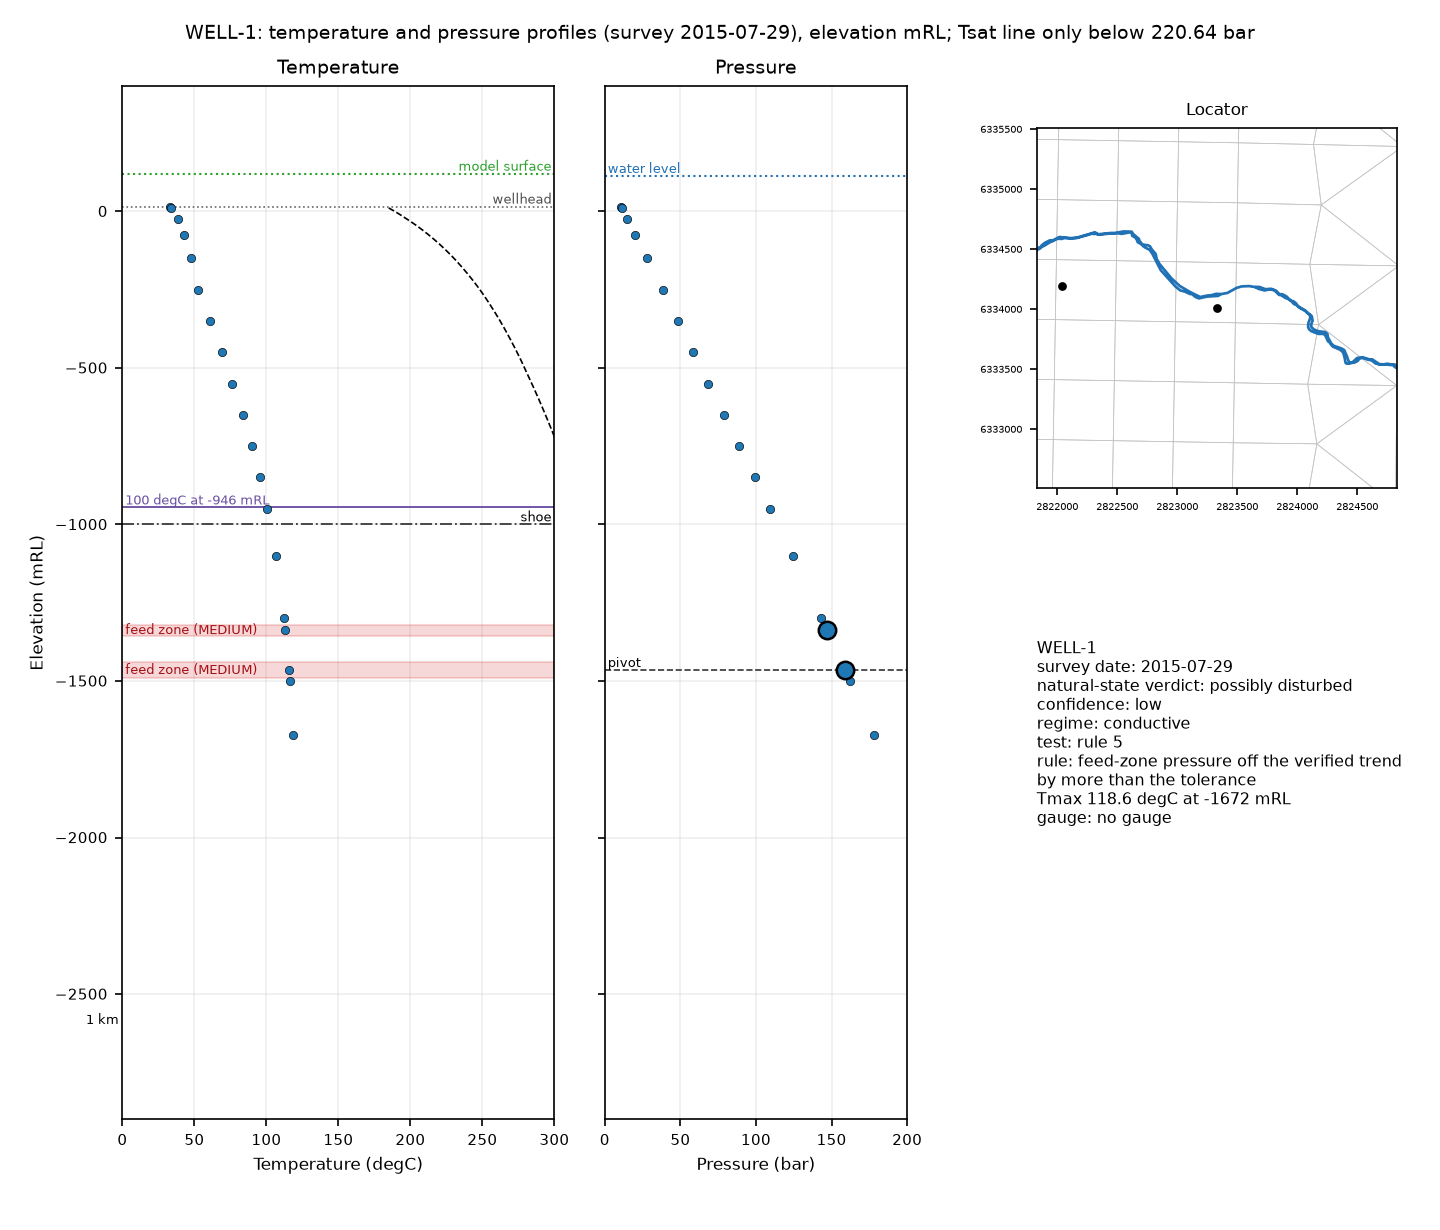 WELL-1: temperature and pressure profiles (survey 2015-07-29), elevation mRL; Tsat line only below 220.64 bar
Temperature
model surface
wellhead
100 degC at -946 mRL
shoe
feed zone (MEDIUM)
feed zone (MEDIUM)
0
−500
−1000
−1500
−2000
−2500
1 km
Elevation (mRL)
0
50
100
150
200
250
300
Temperature (degC)
Pressure
water level
pivot
0
50
100
150
200
Pressure (bar)
Locator
6335500
6335000
6334500
6334000
6333500
6333000
2822000
2822500
2823000
2823500
2824000
2824500
WELL-1
survey date: 2015-07-29
natural-state verdict: possibly disturbed
confidence: low
regime: conductive
test: rule 5
rule: feed-zone pressure off the verified trend
by more than the tolerance
Tmax 118.6 degC at -1672 mRL
gauge: no gauge